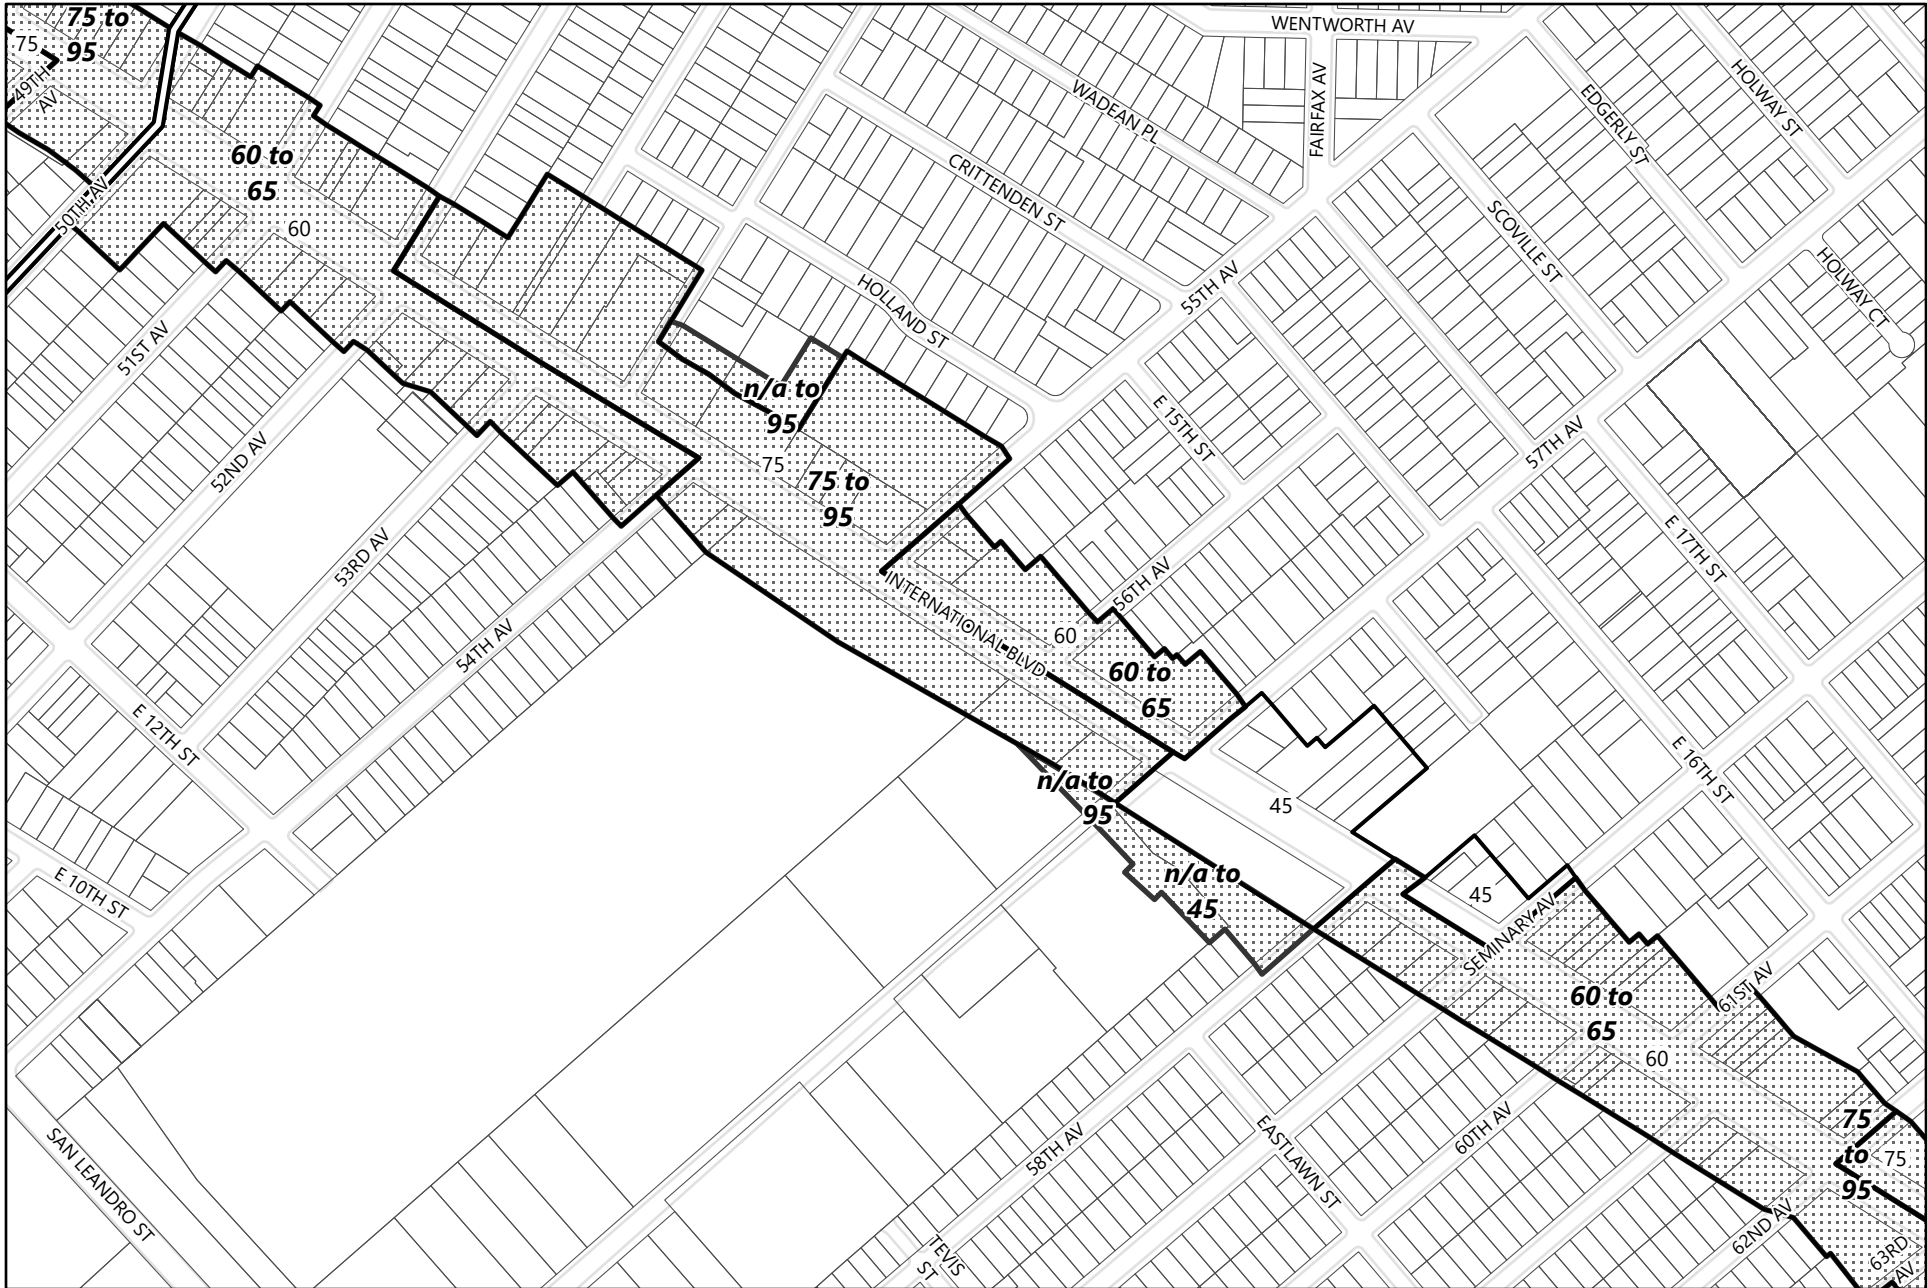 75 to
95
75
49TH
AV
WENTWORTH AV
FAIRFAX AV
WADEAN PL
EDGERLY ST
HOLWAY ST
60 to
65
60
50TH AV
CRITTENDEN ST
SCOVILLE ST
HOLWAY CT
51ST AV
HOLLAND ST
55TH AV
n/a to
95
75
75 to
95
E 15TH ST
57TH AV
52ND AV
53RD AV
E 17TH ST
54TH AV
INTERNATIONAL BLVD
56TH AV
60
60 to
65
E 12TH ST
E 16TH ST
n/a to
95
45
n/a to
45
45
E 10TH ST
SEMINARY AV
61ST AV
60 to
65
60
SAN LEANDRO ST
58TH AV
EASTLAWN ST
60TH AV
75
to
95
75
62ND AV
63RD
AV
TEVIS
ST